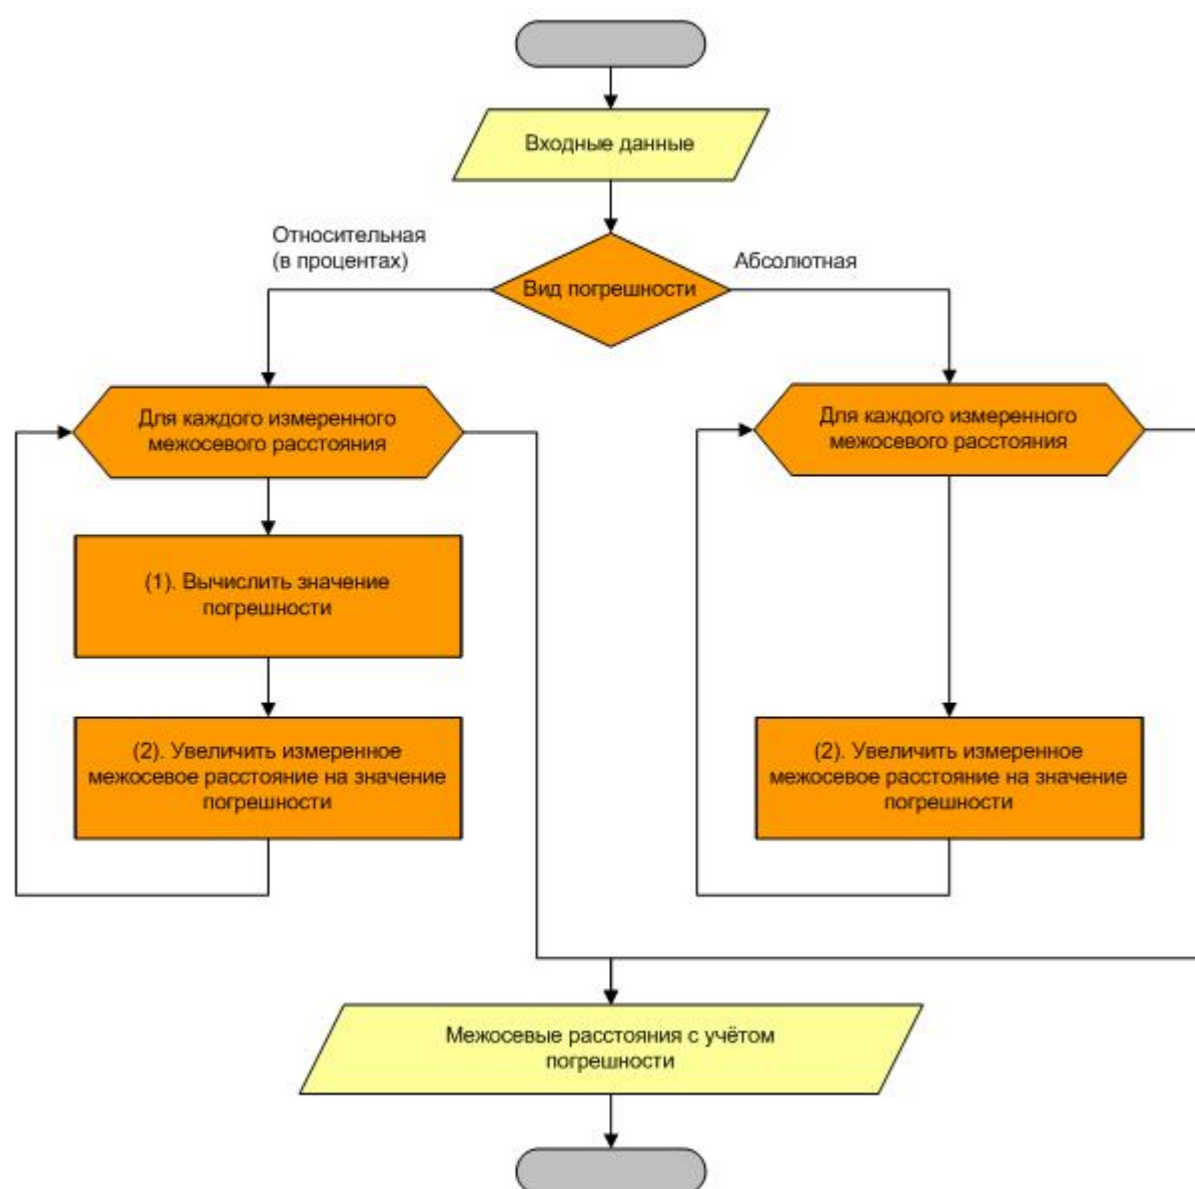 Входные данные
Относительная
(в процентах)
Вид погрешности
Абсолютная
Для каждого измеренного
межосевого расстояния
Для каждого измеренного
межосевого расстояния
(1). Вычислить значение
погрешности
(2). Увеличить измеренное
межосевое расстояние на значение
погрешности
(2). Увеличить измеренное
межосевое расстояние на значение
погрешности
Межосевые расстояния с учётом
погрешности